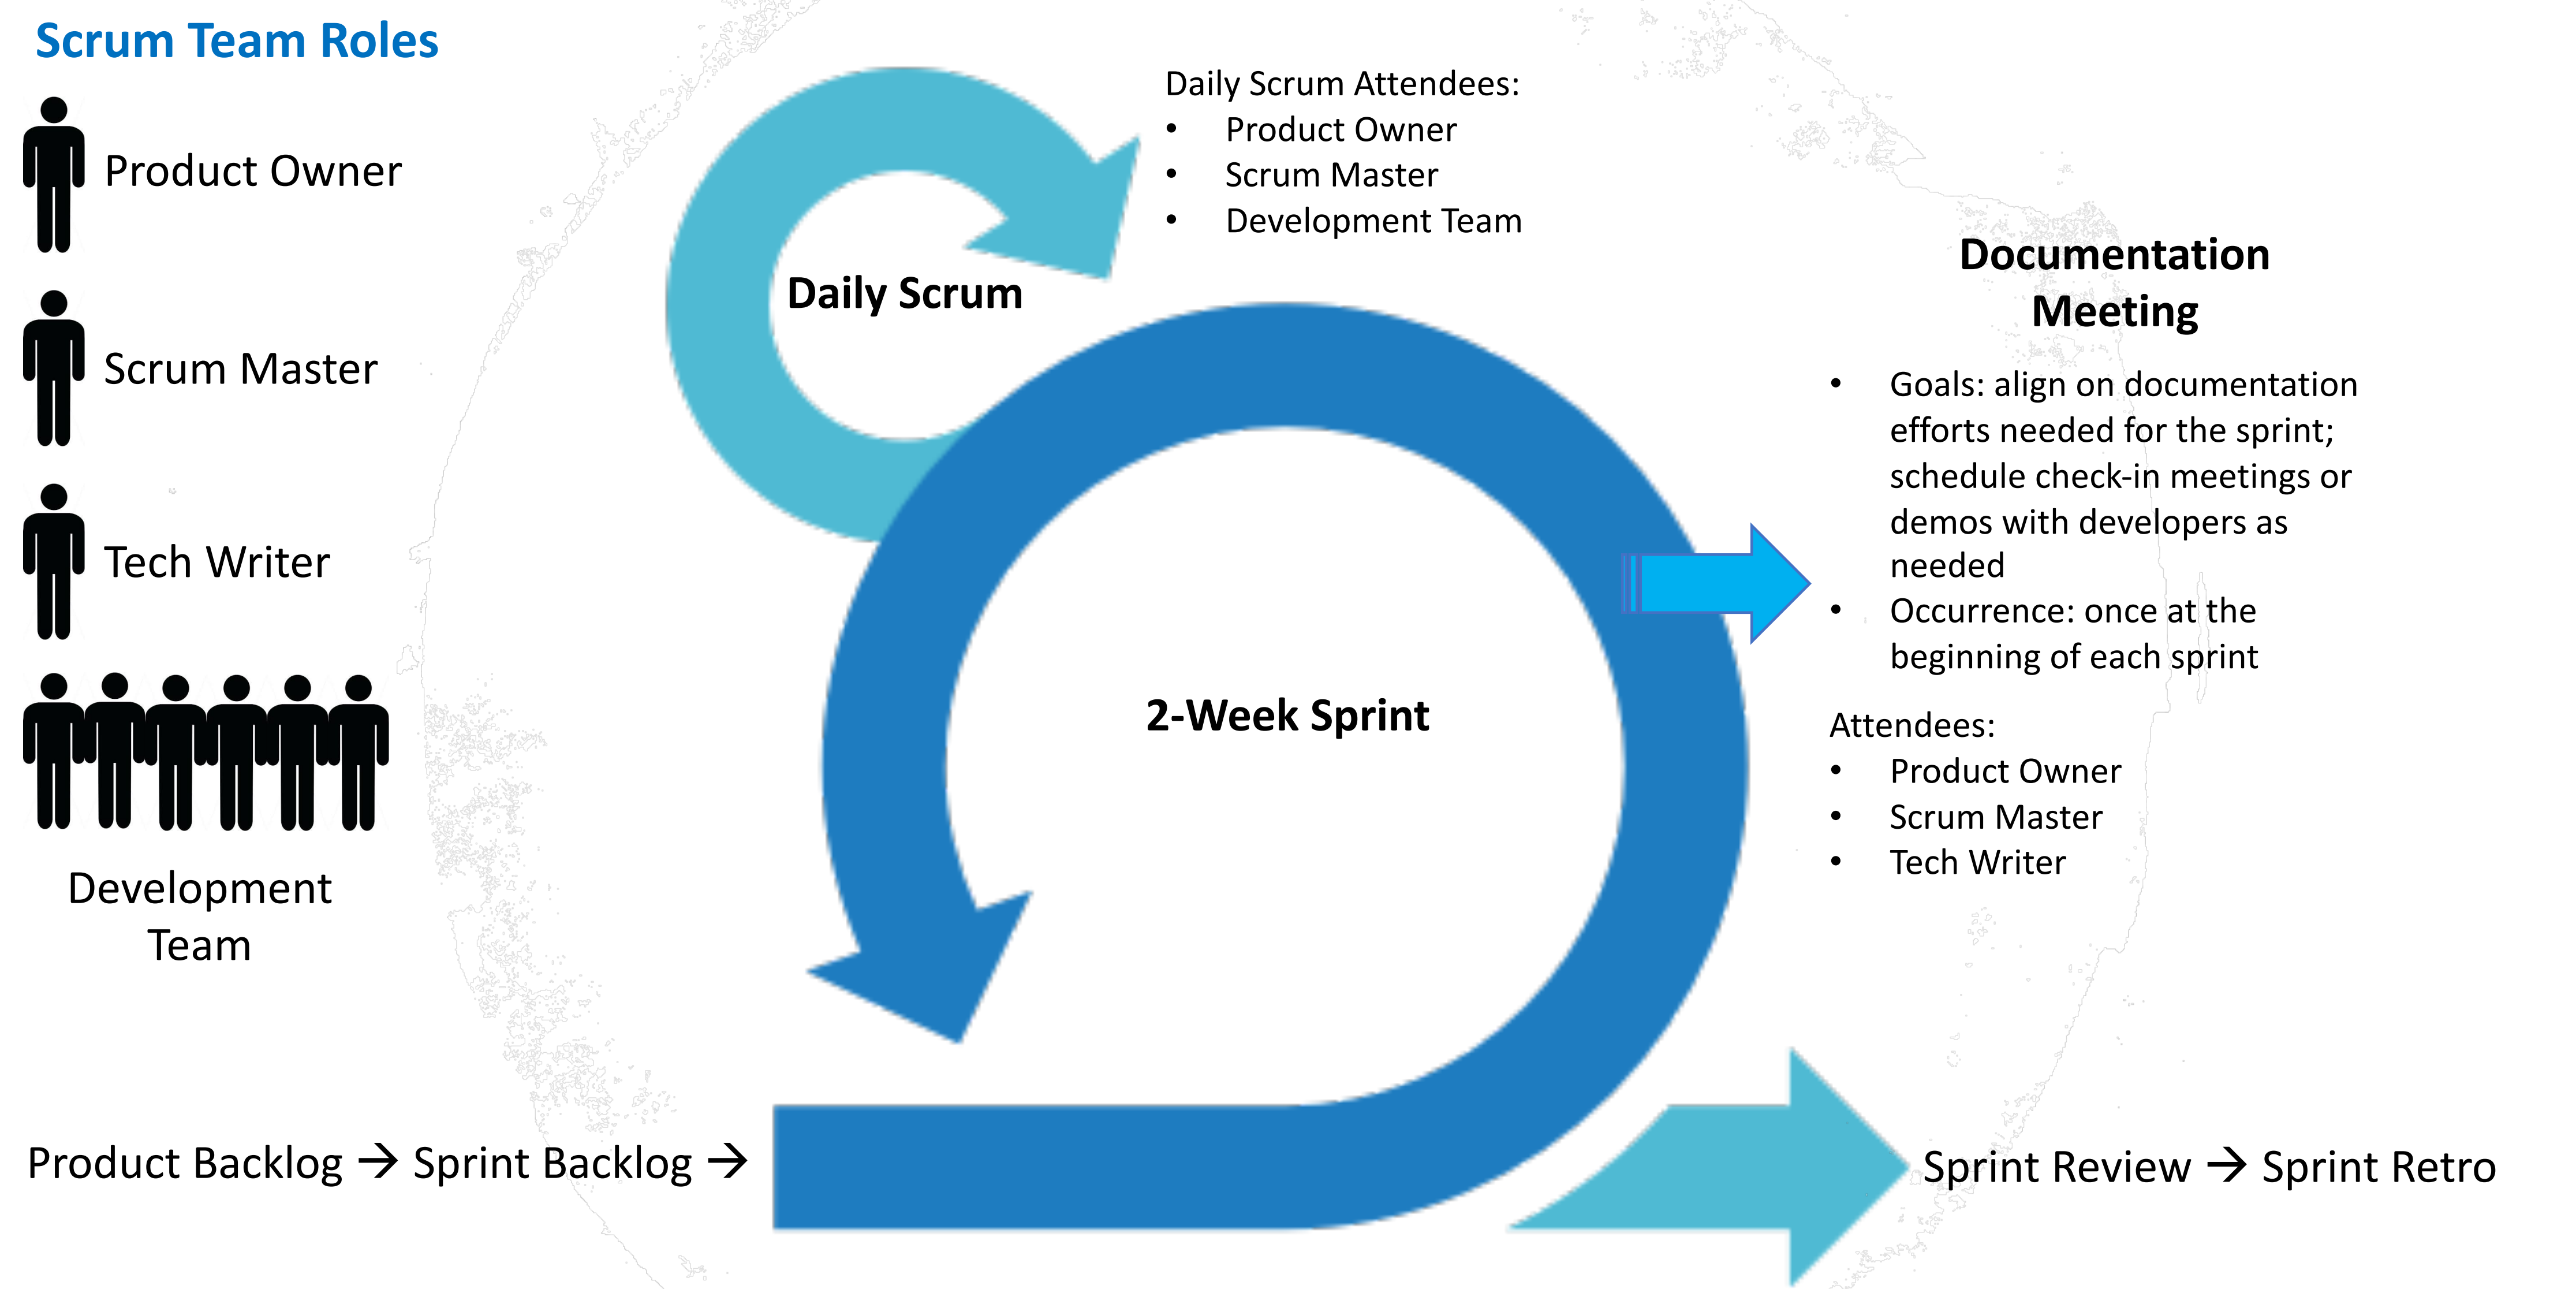 Scrum Team Roles
Product Owner
Scrum Master
Tech Writer
Development
Team
Daily Scrum
Daily Scrum Attendees:
• Product Owner
• Scrum Master
• Development Team
2-Week Sprint
Documentation
Meeting
• Goals: align on documentation
efforts needed for the sprint;
schedule check-in meetings or
demos with developers as
needed
• Occurrence: once at the
beginning of each sprint
Attendees:
• Product Owner
• Scrum Master
• Tech Writer
Product Backlog → Sprint Backlog →
Sprint Review → Sprint Retro